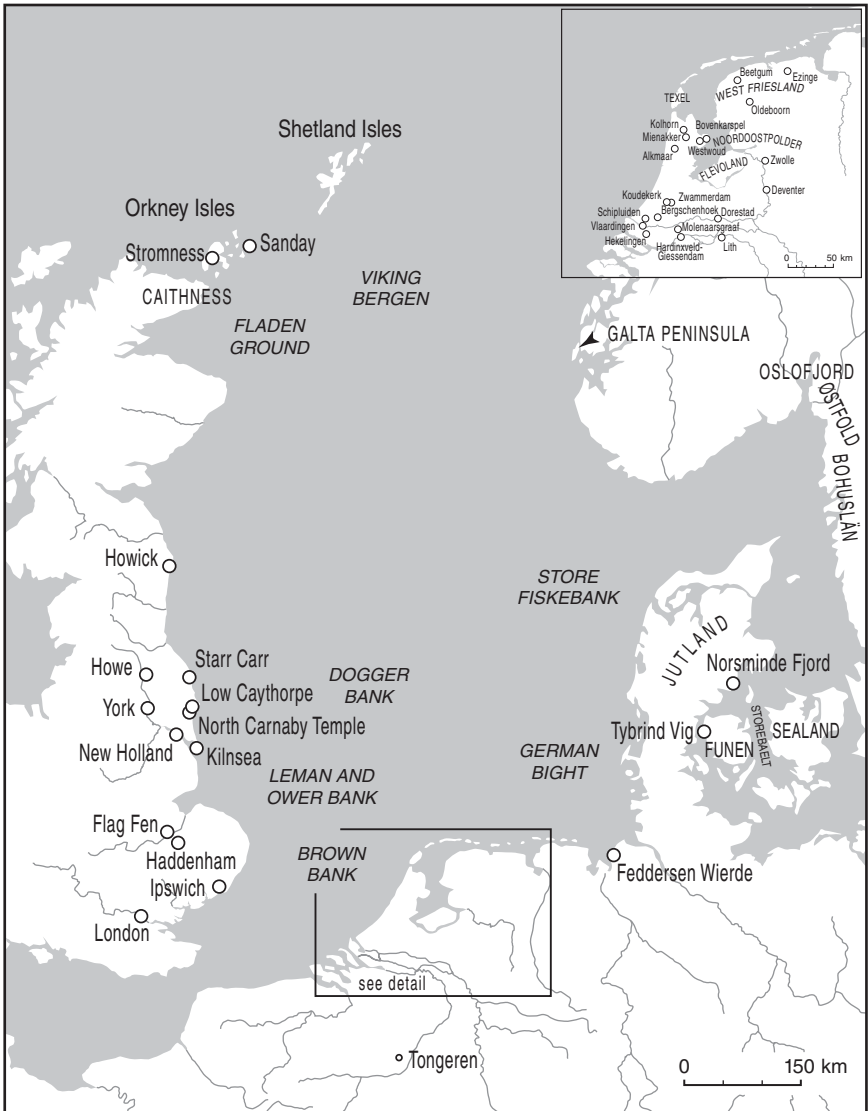 Shetland Isles
Orkney Isles
Stromness
Sanday
CAITHNESS
VIKING
BERGEN
FLADEN
GROUND
GALTA PENINSULA
OSLOFJORD
ØSTFOLD
BOHUSLÄN
Howick
STORE
FISKEBANK
JUTLAND
Norsminde Fjord
Howe
Starr Carr
DOGGER
BANK
Low Caythorpe
York
North Carnaby Temple
Tybrind Vig
FUNEN
STOREBAELT
SEALAND
New Holland
Kilnsea
GERMAN
BIGHT
LEMAN AND
OWER BANK
Flag Fen
Haddenham
BROWN
BANK
Ipswich
Feddersen Wierde
London
see detail
Tongeren
0 150 km
Beetgum
Ezinge
WEST FRIESLAND
TEXEL
Oldeboorn
Kolhorn
Bovenkarspel
Mienakker
NOORDOOSTPOLDER
Alkmaar
Westwoud
Zwolle
FLEVOLAND
Deventer
Koudekerk
Zwammerdam
Schipluiden
Bergschenhoek
Dorestad
Vlaardingen
Molenaarsgraaf
Hekelingen
Hardinxveld-
Giessendam
Lith
0 50 km